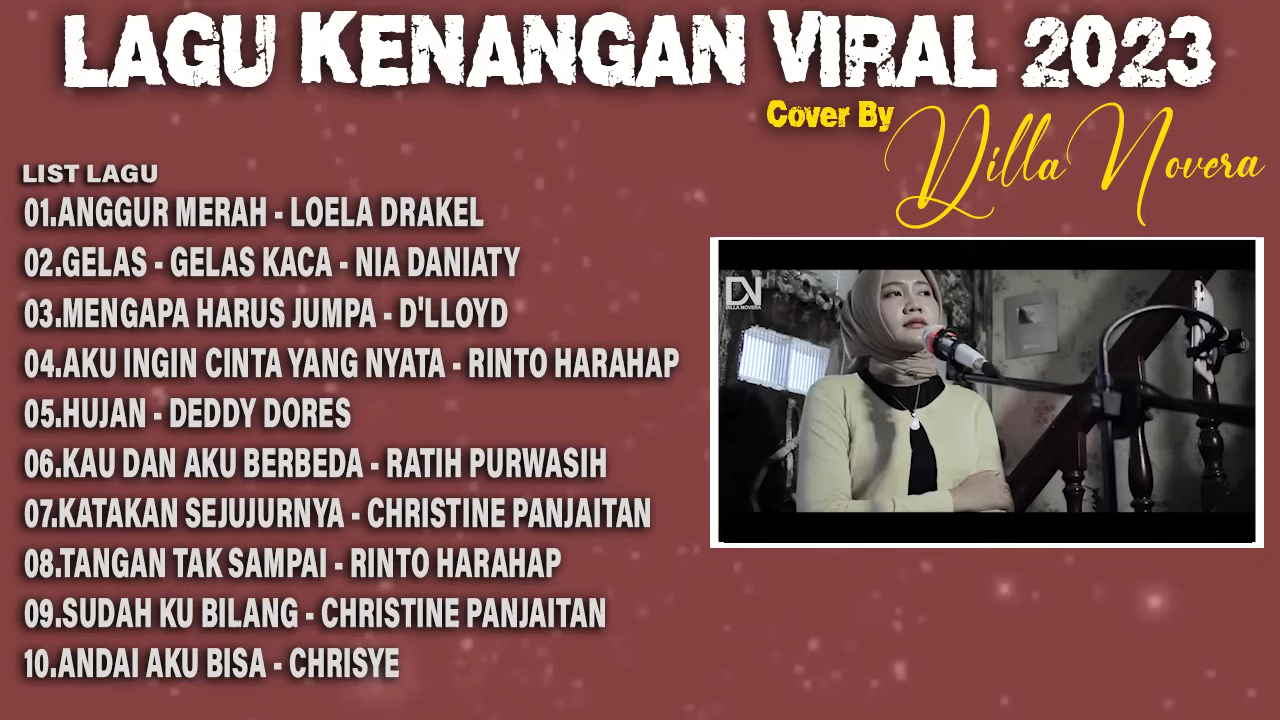 LAGU KENANGAN VIRAL 2023
Cover By Dilla Novera
LIST LAGU
01.ANGGUR MERAH - LOELA DRAKEL
02.GELAS - GELAS KACA - NIA DANIATY
03.MENGAPA HARUS JUMPA - D'LLOYD
04.AKU INGIN CINTA YANG NYATA - RINTO HARAHAP
05.HUJAN - DEDDY DORES
06.KAU DAN AKU BERBEDA - RATIH PURWASIH
07.KATAKAN SEJUJURNYA - CHRISTINE PANJAITAN
08.TANGAN TAK SAMPAI - RINTO HARAHAP
09.SUDAH KU BILANG - CHRISTINE PANJAITAN
10.ANDAI AKU BISA - CHRISYE
DN
DILLA NOVERA